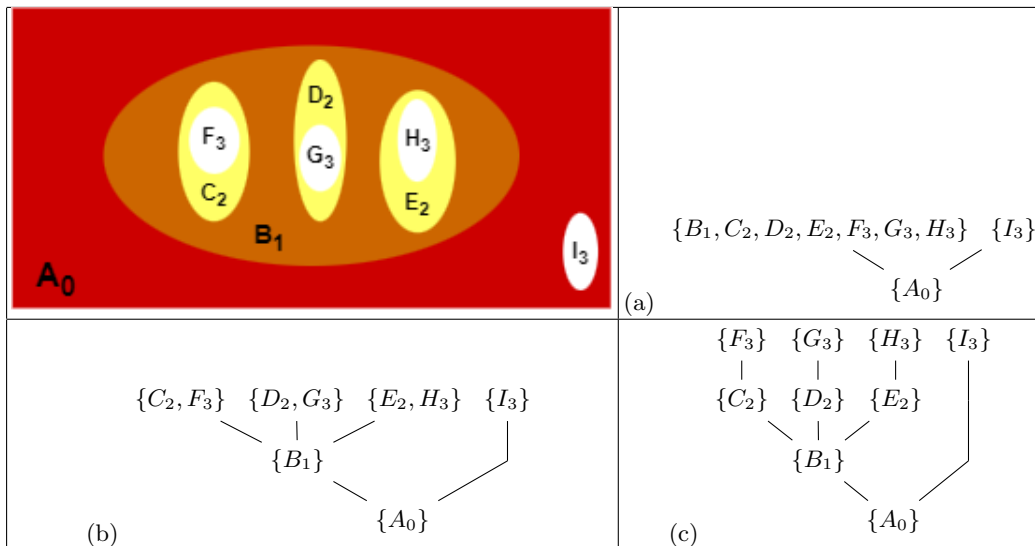 D₂
F₃ H₃
G₃
C₂ E₂
B₁
I₃
A₀
{B₁, C₂, D₂, E₂, F₃, G₃, H₃} {I₃}
{A₀}
(a)
{C₂, F₃} {D₂, G₃} {E₂, H₃} {I₃}
{B₁}
{A₀}
(b)
{F₃} {G₃} {H₃} {I₃}
{C₂} {D₂} {E₂}
{B₁}
{A₀}
(c)